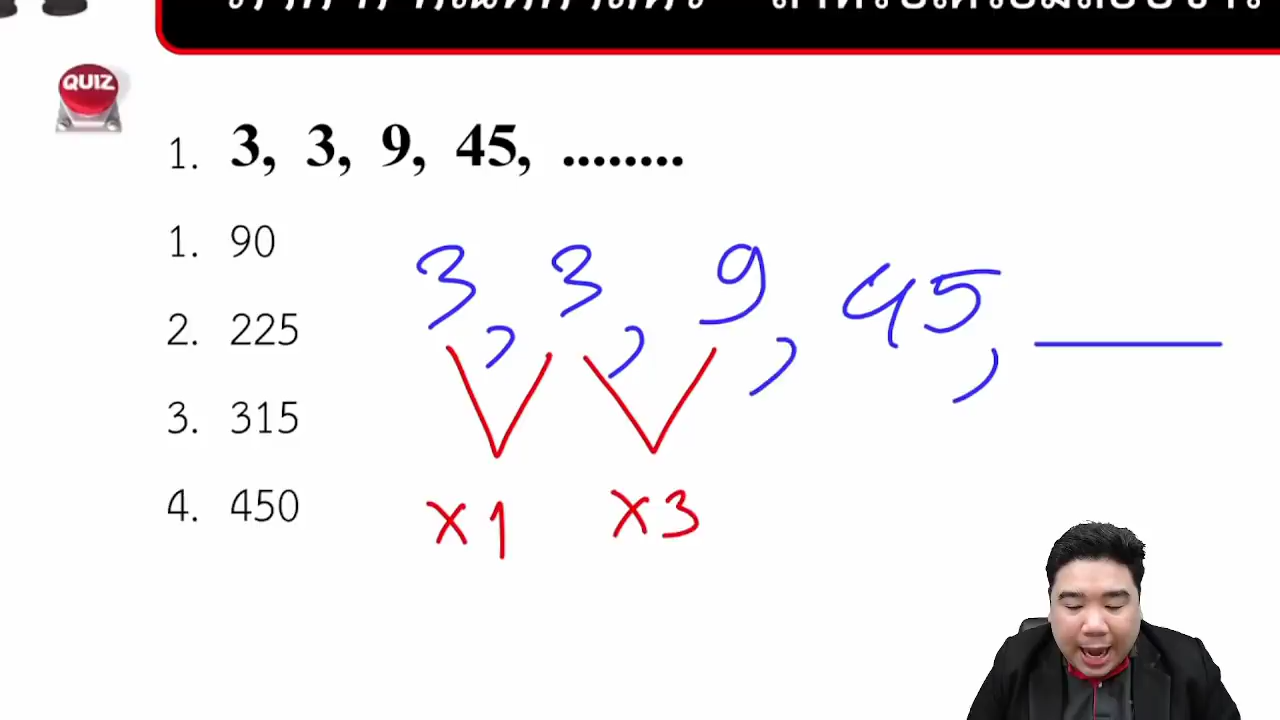 QUIZ
1. 3, 3, 9, 45, ........
1. 90
2. 225
3. 315
4. 450
3, 3, 9, 45, ______
x1 x3